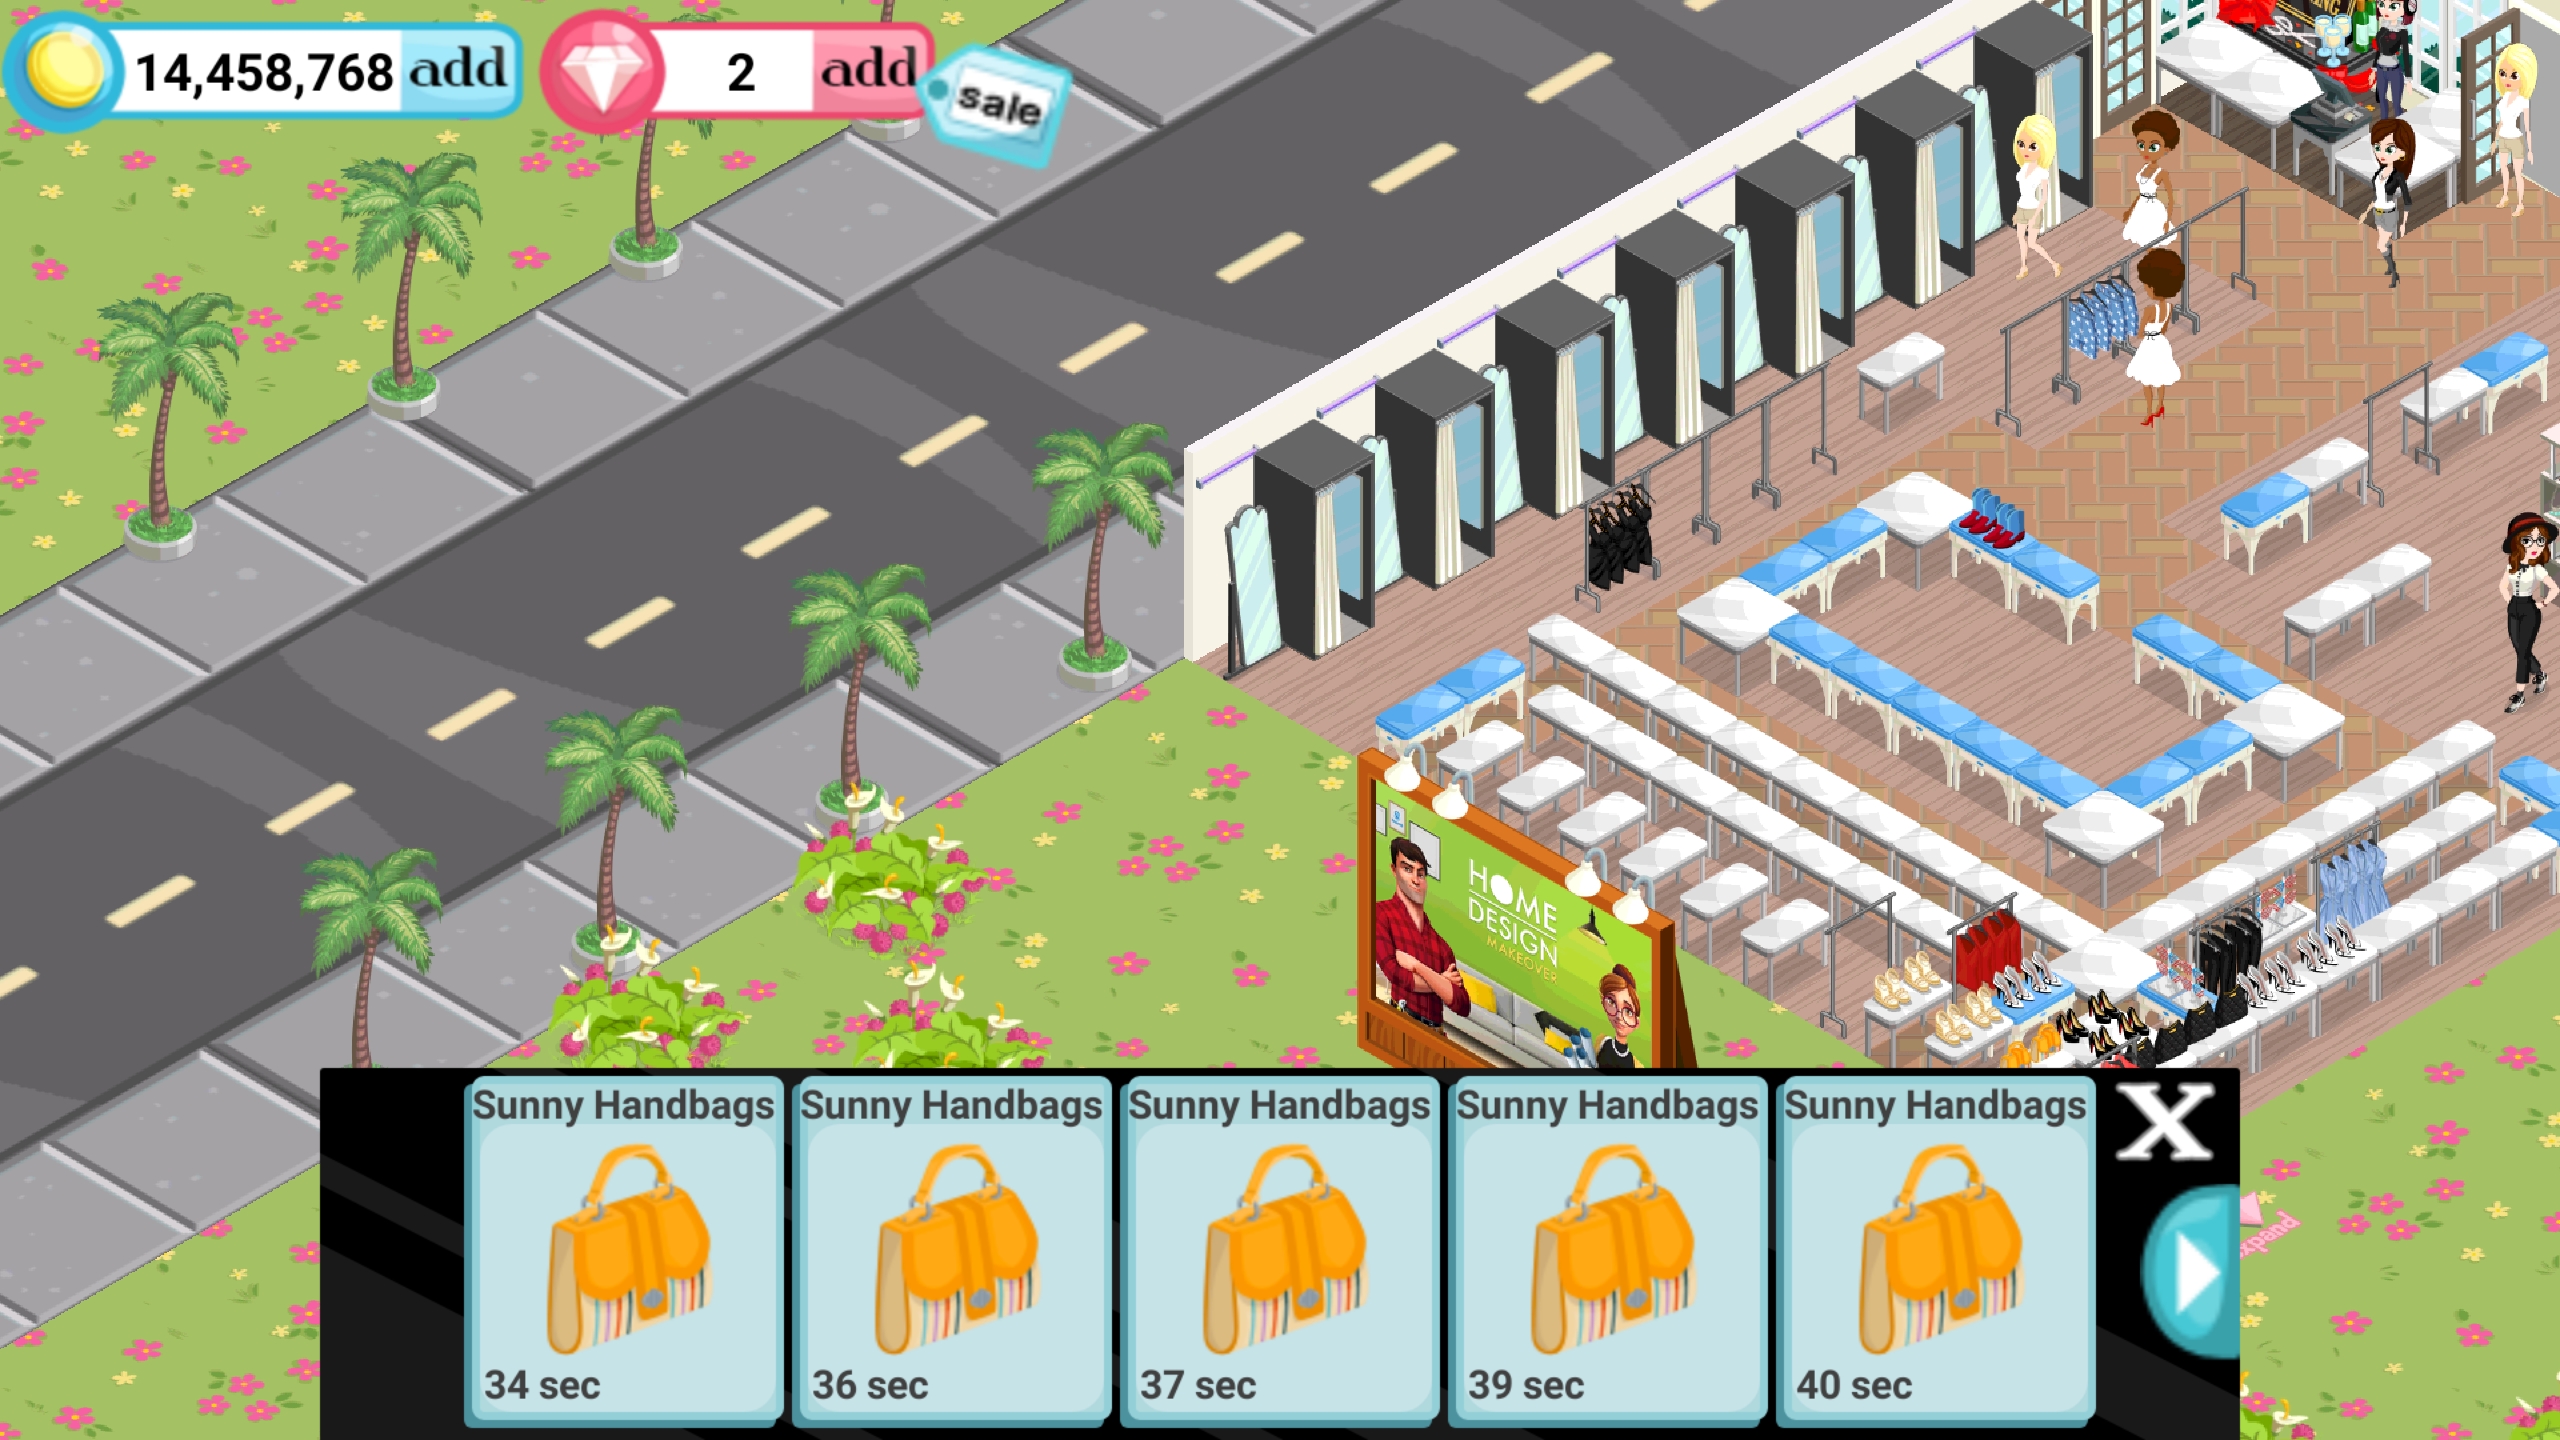 14,458,768 add
2 add
sale
HOME
DESIGN
MAKEOVER
expand
Sunny Handbags
34 sec
Sunny Handbags
36 sec
Sunny Handbags
37 sec
Sunny Handbags
39 sec
Sunny Handbags
40 sec
X